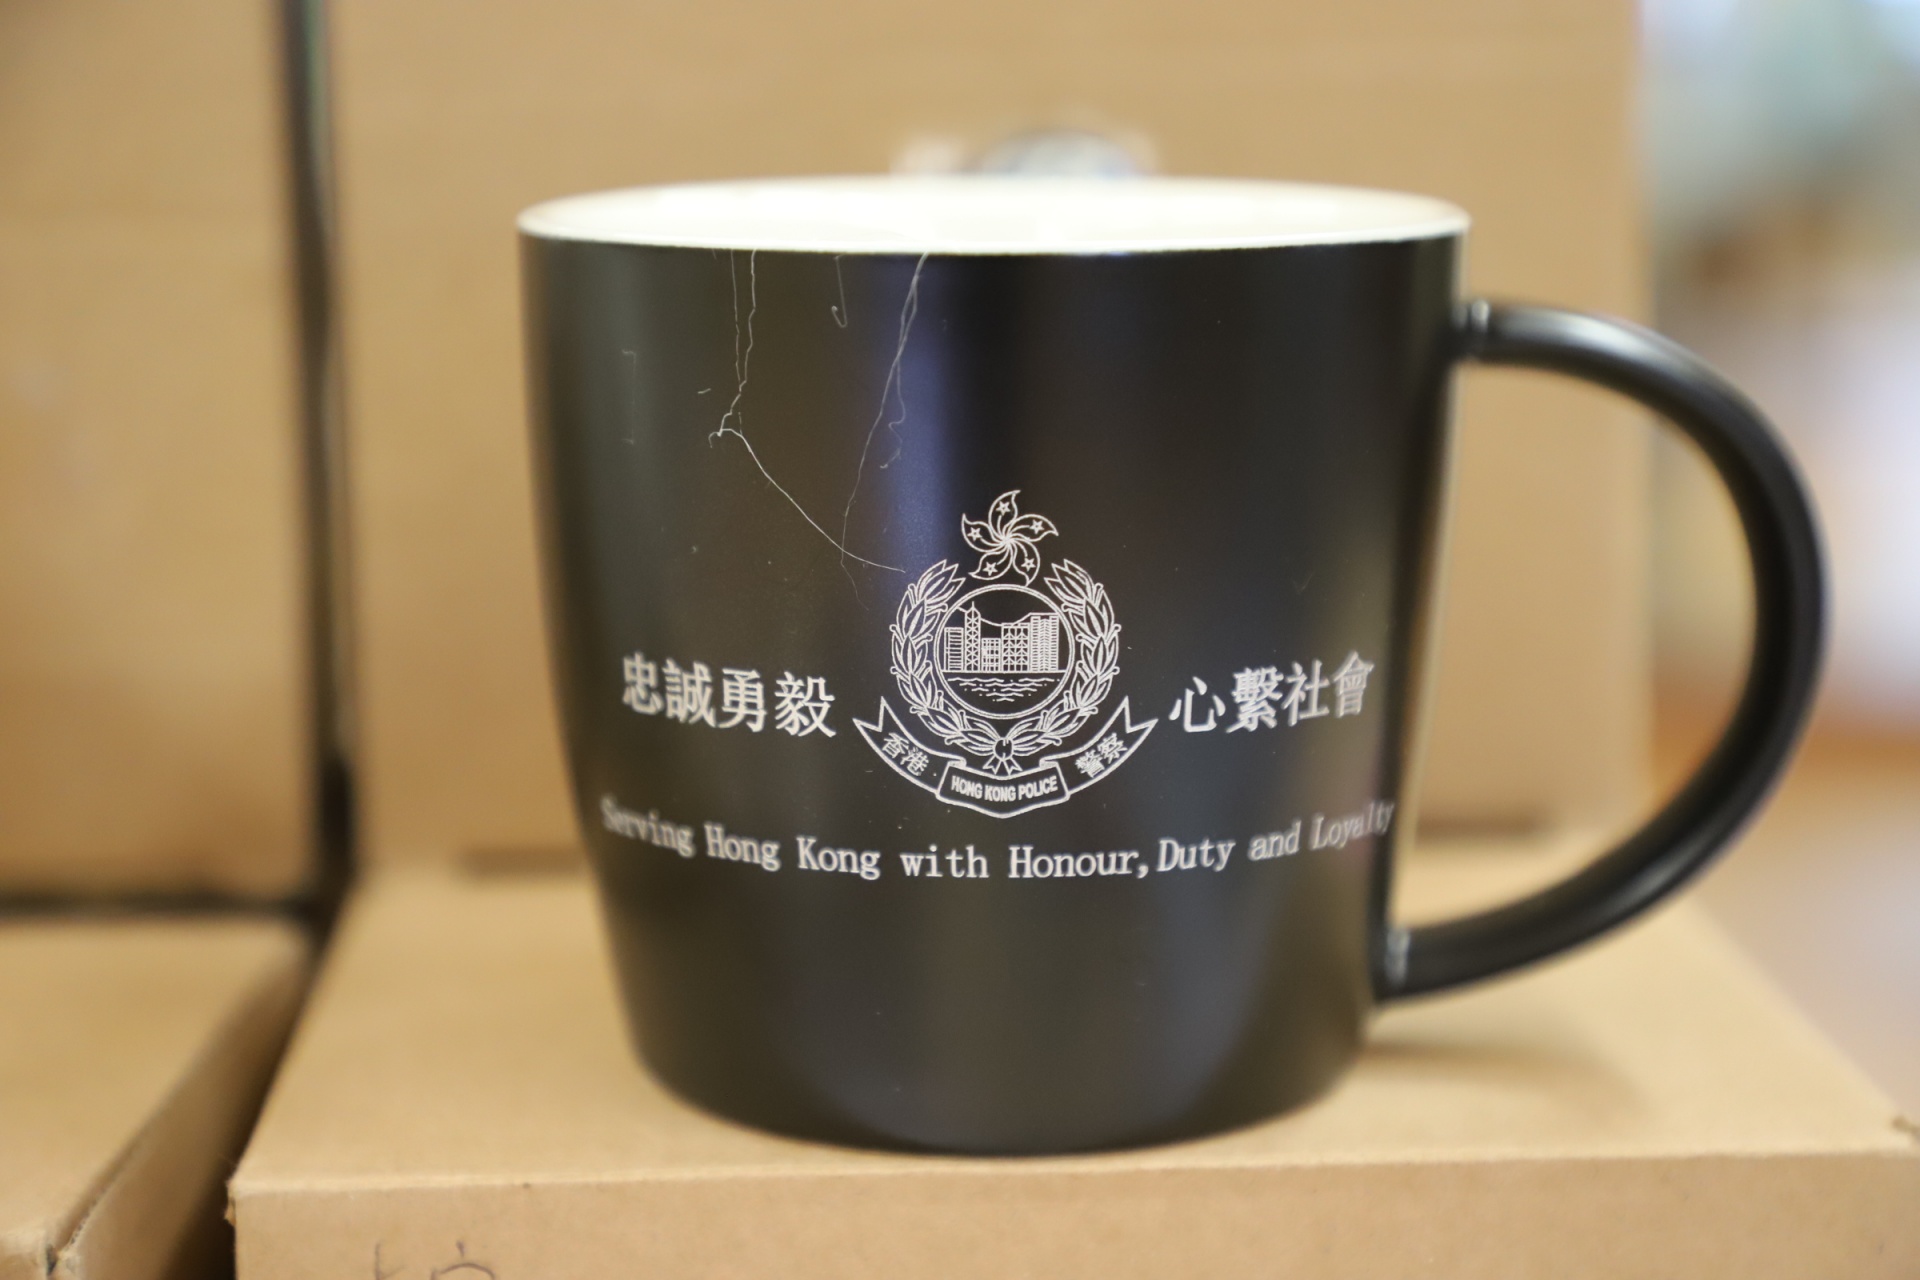 忠誠勇毅 心繫社會
香港 警察
HONG KONG POLICE
Serving Hong Kong with Honour, Duty and Loyalty